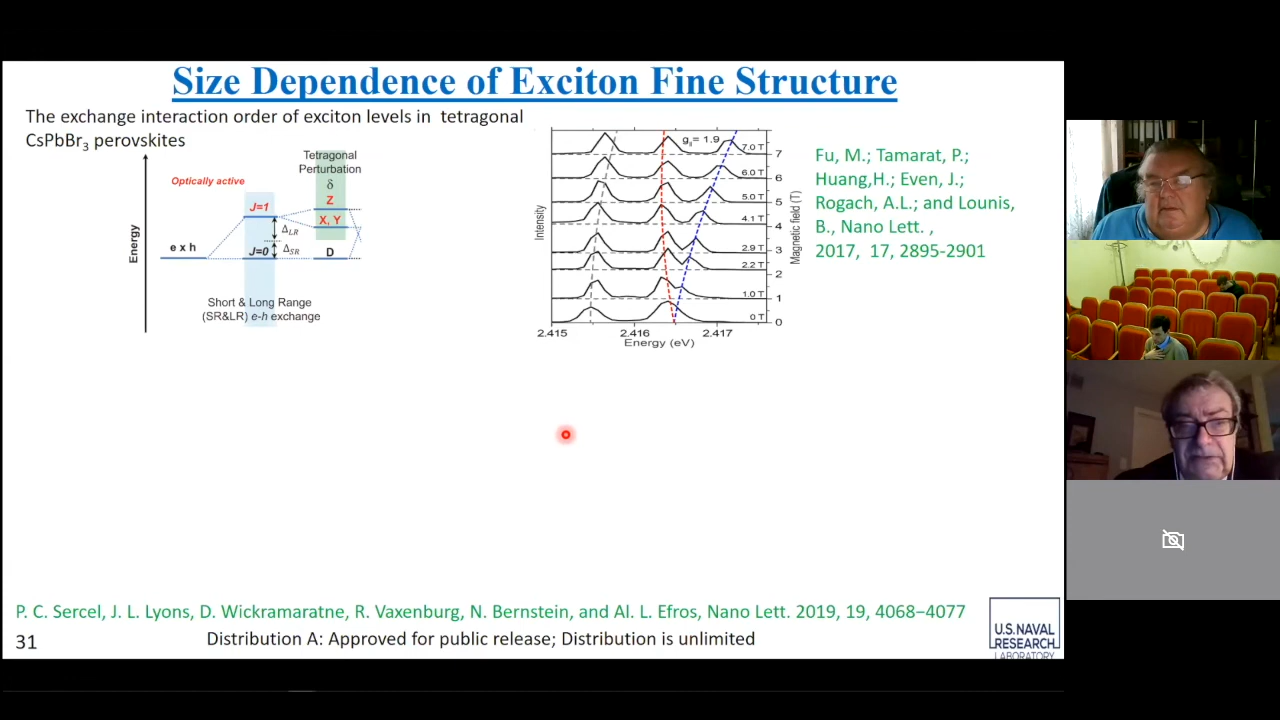 Size Dependence of Exciton Fine Structure
The exchange interaction order of exciton levels in tetragonal
CsPbBr3 perovskites
Tetragonal
Perturbation
δ
Optically active
Z
J=1
X, Y
ΔLR
e x h
J=0
ΔSR
D
Energy
Short & Long Range
(SR&LR) e-h exchange
g||= 1.9
7.0 T
6.0 T
5.0 T
4.1 T
2.9 T
2.2 T
1.0 T
0 T
7
6
5
4
3
2
1
0
Intensity
Magnetic field (T)
2.415
2.416
2.417
Energy (eV)
Fu, M.; Tamarat, P.;
Huang,H.; Even, J.;
Rogach, A.L.; and Lounis,
B., Nano Lett. ,
2017, 17, 2895-2901
P. C. Sercel, J. L. Lyons, D. Wickramaratne, R. Vaxenburg, N. Bernstein, and Al. L. Efros, Nano Lett. 2019, 19, 4068−4077
31
Distribution A: Approved for public release; Distribution is unlimited
U.S. NAVAL
RESEARCH
LABORATORY